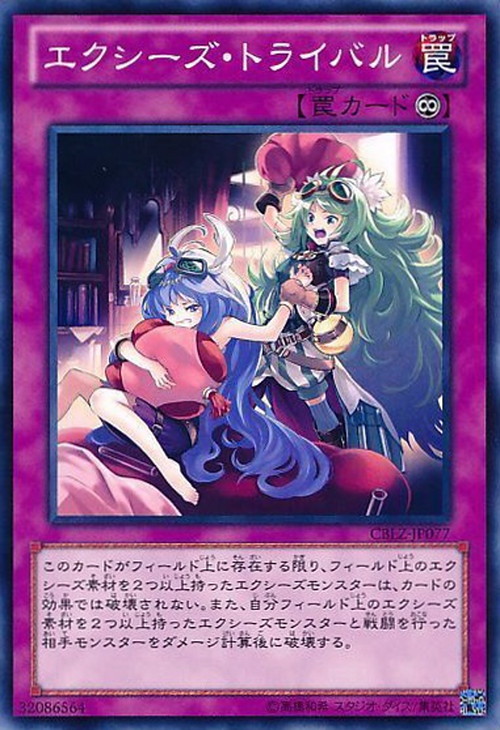 エクシーズ・トライバル 罠
トラップ
【罠カード】
トラップ
CBLZ-JP077
このカードがフィールド上に存在する限り、フィールド上のエク
シーズ素材を2つ以上持ったエクシーズモンスターは、カードの
効果では破壊されない。また、自分フィールド上のエクシーズ
素材を2つ以上持ったエクシーズモンスターと戦闘を行った
相手モンスターをダメージ計算後に破壊する。
32086564
©高橋和希 スタジオ・ダイス/集英社